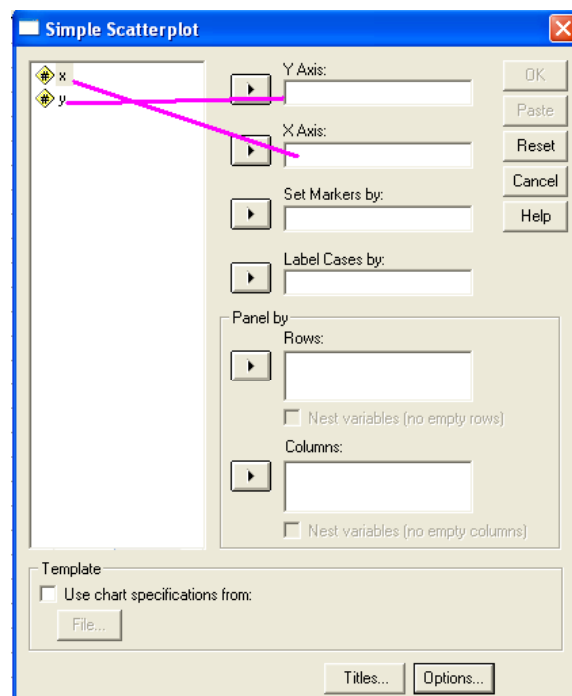 Simple Scatterplot
x
y
Y Axis:
OK
Paste
X Axis:
Reset
Cancel
Set Markers by:
Help
Label Cases by:
Panel by
Rows:
Nest variables (no empty rows)
Columns:
Nest variables (no empty columns)
Template
Use chart specifications from:
File...
Titles...
Options...